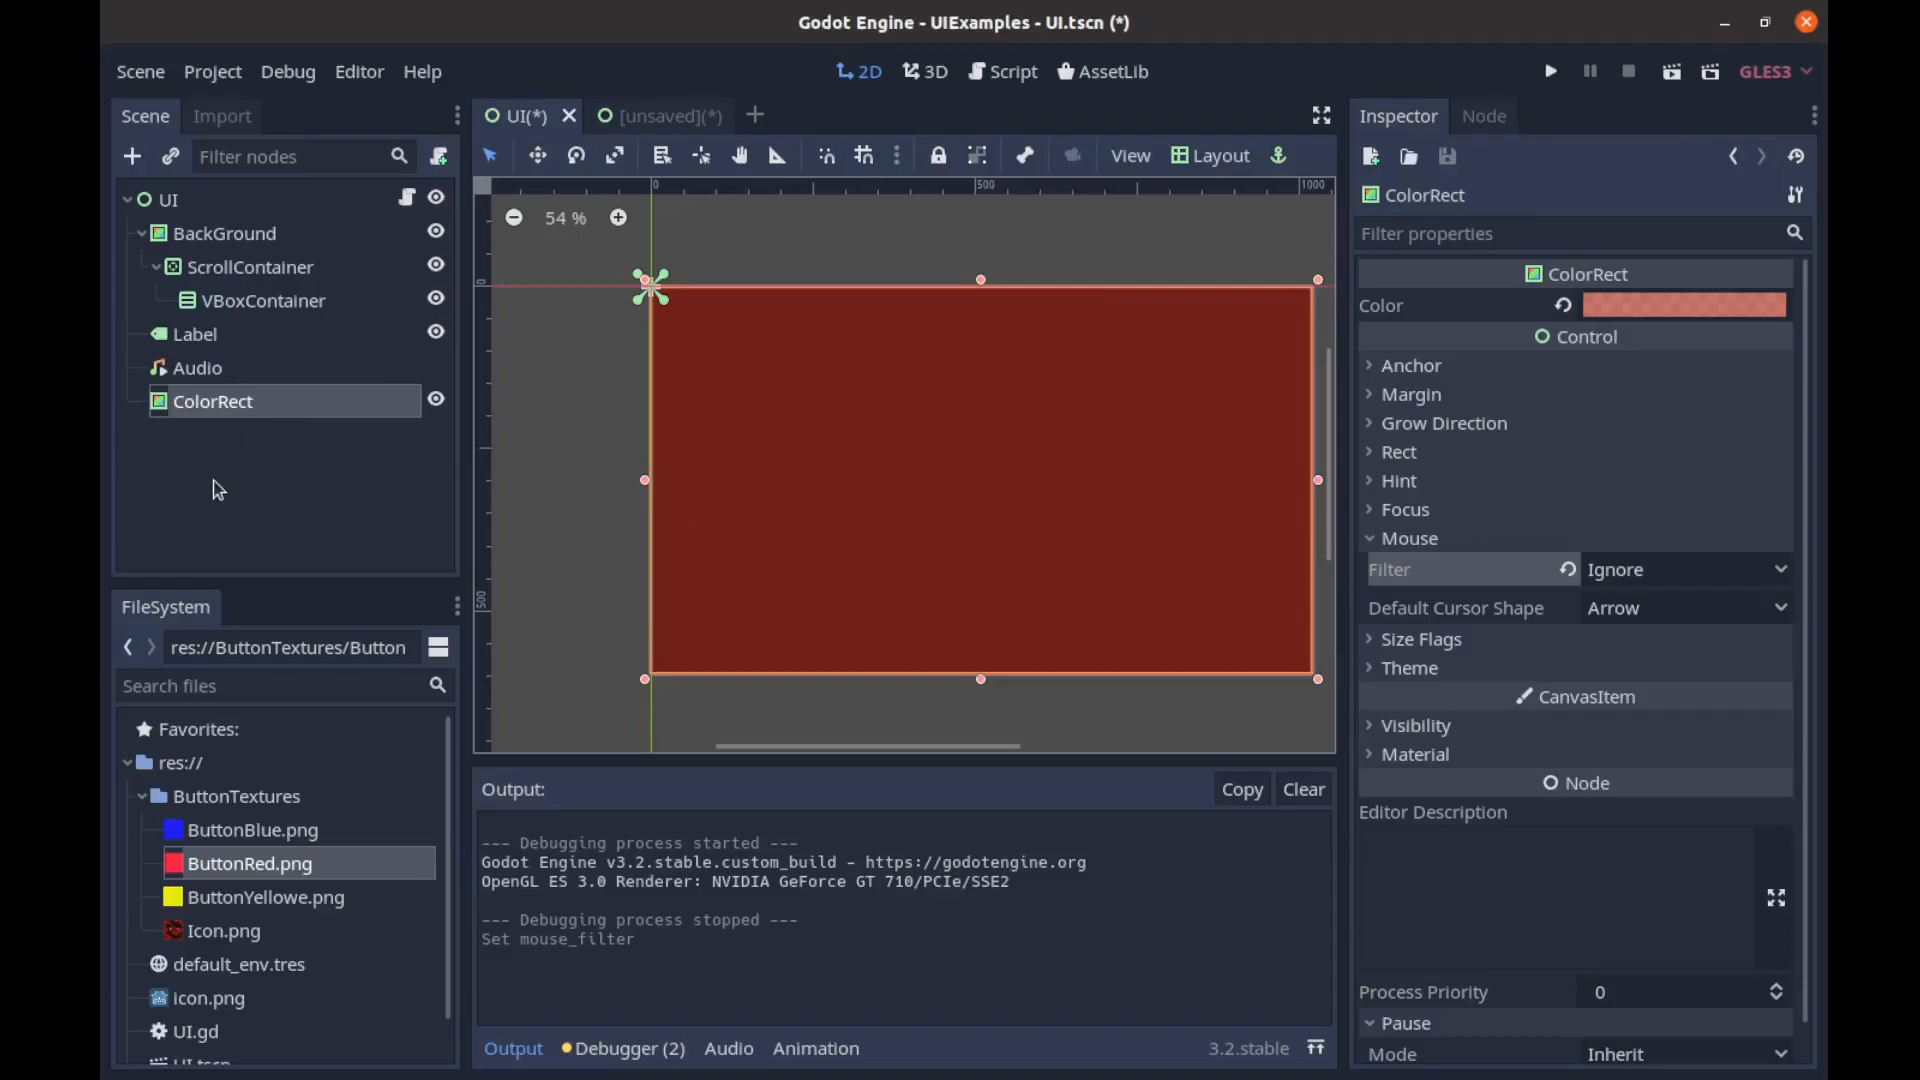 Godot Engine - UIExamples - UI.tscn (*)
Scene Project Debug Editor Help
2D 3D Script AssetLib
GLES3
Scene Import
Filter nodes
UI
BackGround
ScrollContainer
VBoxContainer
Label
Audio
ColorRect
FileSystem
res://ButtonTextures/Button
Search files
Favorites:
res://
ButtonTextures
ButtonBlue.png
ButtonRed.png
ButtonYellowe.png
Icon.png
default_env.tres
icon.png
UI.gd
UI.tscn
UI(*) [unsaved](*)
View Layout
0 500 1000
54 %
0
500
Output: Copy Clear
--- Debugging process started ---
Godot Engine v3.2.stable.custom_build - https://godotengine.org
OpenGL ES 3.0 Renderer: NVIDIA GeForce GT 710/PCIe/SSE2
--- Debugging process stopped ---
Set mouse_filter
Output Debugger (2) Audio Animation 3.2.stable
Inspector Node
ColorRect
Filter properties
ColorRect
Color
Control
Anchor
Margin
Grow Direction
Rect
Hint
Focus
Mouse
Filter Ignore
Default Cursor Shape Arrow
Size Flags
Theme
CanvasItem
Visibility
Material
Node
Editor Description
Process Priority 0
Pause
Mode Inherit